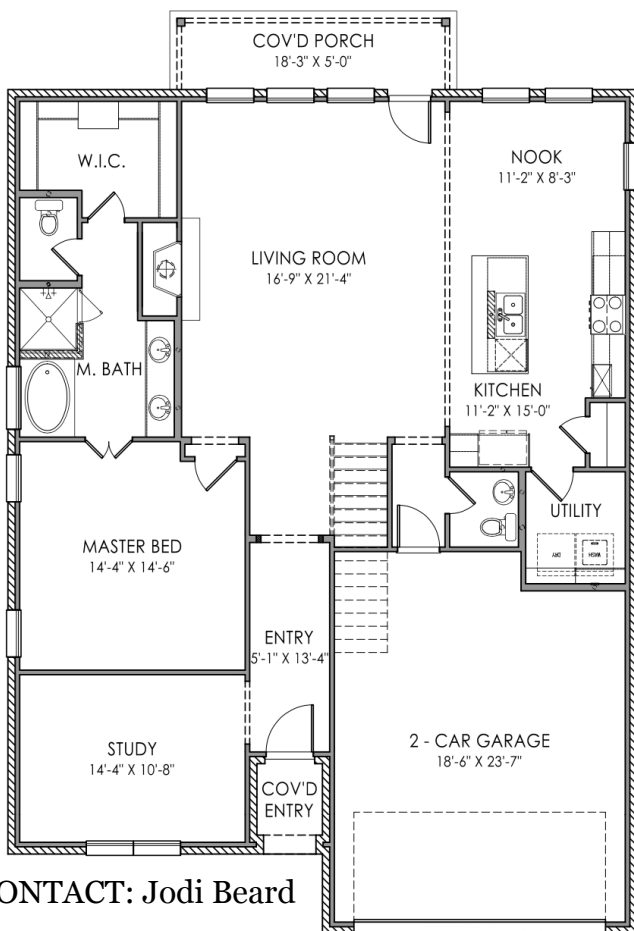 COV'D PORCH
18'-3" X 5'-0"
W.I.C.
NOOK
11'-2" X 8'-3"
LIVING ROOM
16'-9" X 21'-4"
M. BATH
KITCHEN
11'-2" X 15'-0"
UTILITY
DRY
WASH
MASTER BED
14'-4" X 14'-6"
ENTRY
5'-1" X 13'-4"
STUDY
14'-4" X 10'-8"
2 - CAR GARAGE
18'-6" X 23'-7"
COV'D
ENTRY
ONTACT: Jodi Beard